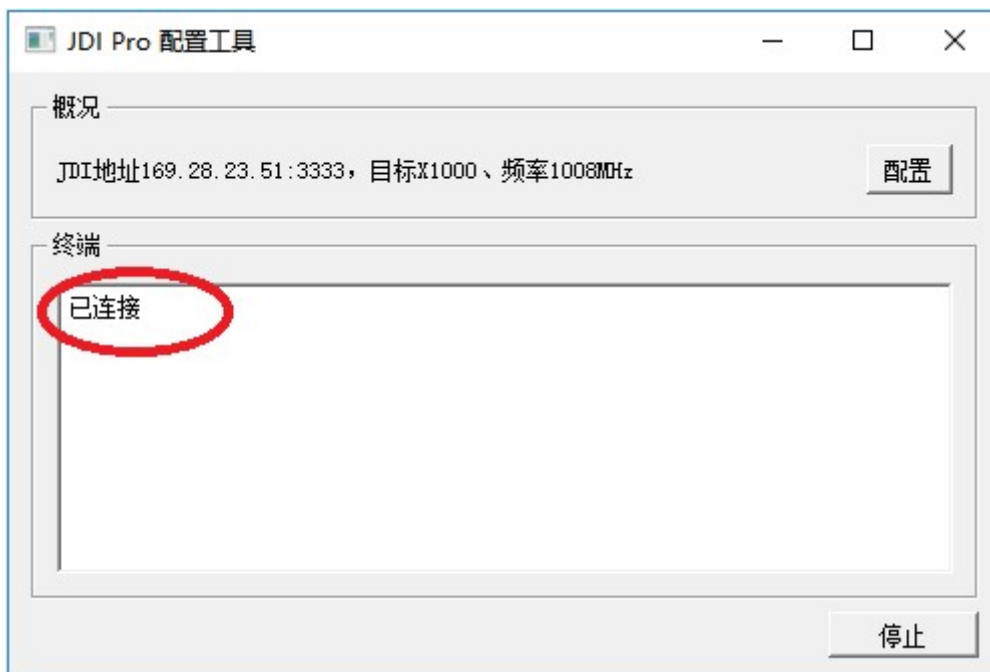 JDI Pro 配置工具
概况
JDI地址169.28.23.51:3333，目标X1000、频率1008MHz
配置
终端
已连接
停止